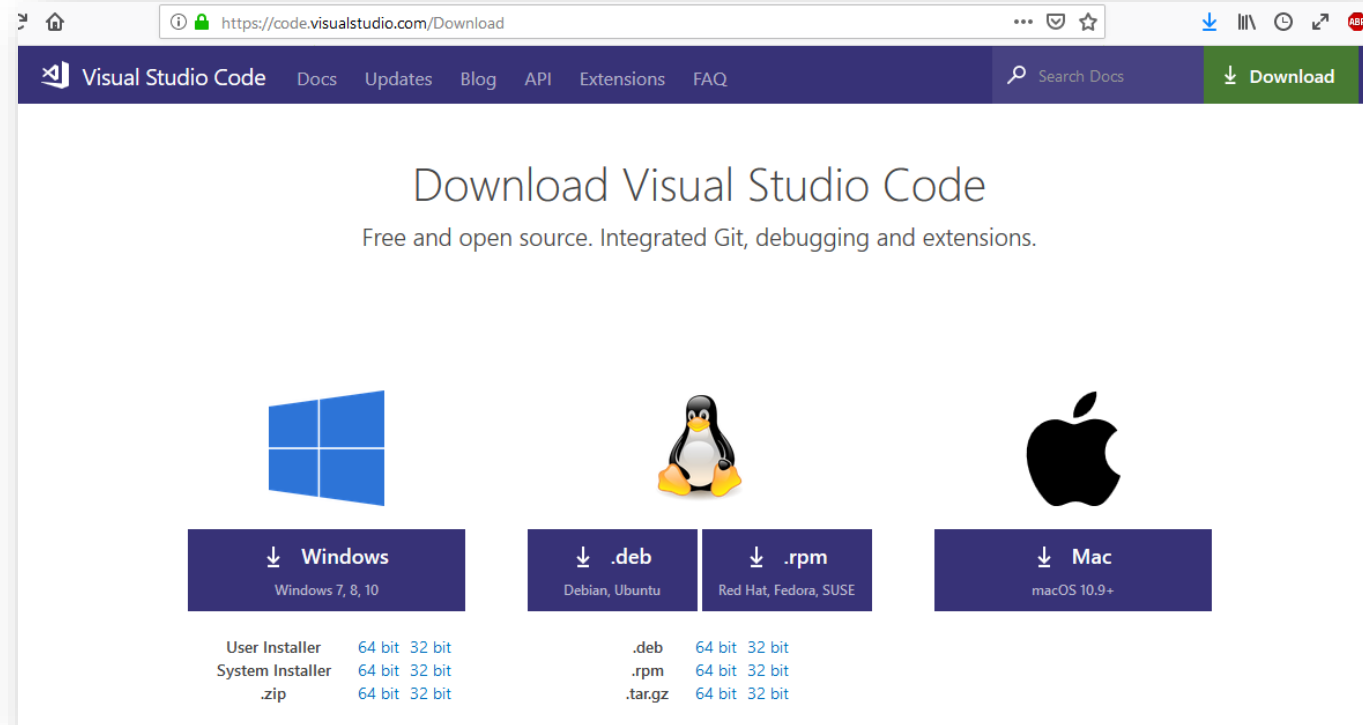 https://code.visualstudio.com/Download
ABP
Visual Studio Code Docs Updates Blog API Extensions FAQ Search Docs Download
Download Visual Studio Code
Free and open source. Integrated Git, debugging and extensions.
Windows .deb .rpm Mac
Windows 7, 8, 10 Debian, Ubuntu Red Hat, Fedora, SUSE macOS 10.9+
User Installer 64 bit 32 bit .deb 64 bit 32 bit
System Installer 64 bit 32 bit .rpm 64 bit 32 bit
.zip 64 bit 32 bit .tar.gz 64 bit 32 bit